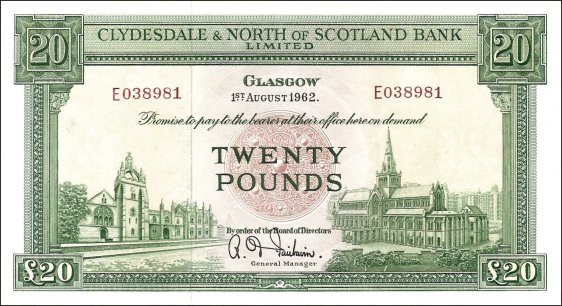 20 CLYDESDALE & NORTH OF SCOTLAND BANK 20
LIMITED
GLASGOW
E038981 E038981
1ST AUGUST 1962.
Promise to pay to the bearer at their office here on demand
TWENTY
POUNDS
By order of the Board of Directors
General Manager
£20 £20